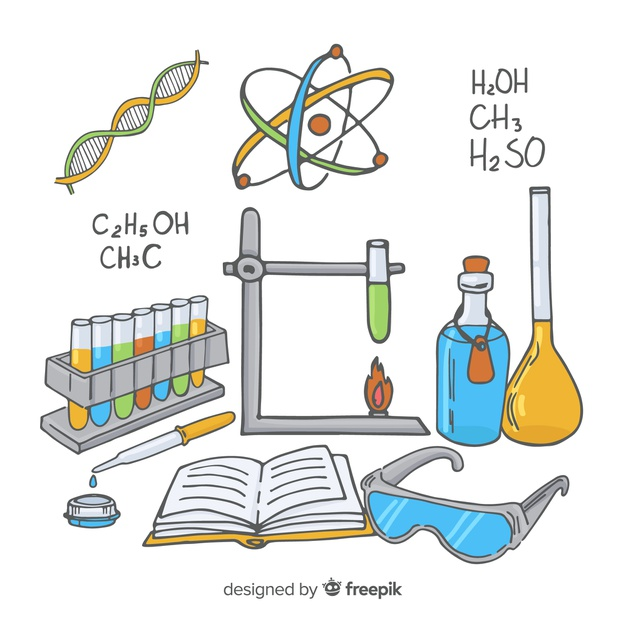 H₂OH
CH₃
H₂SO
C₂H₅OH
CH₃C
designed by freepik